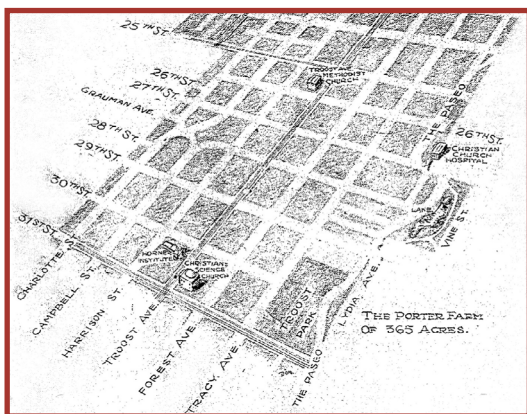 25TH ST.
TROOST AVE.
METHODIST
CHURCH
26TH ST.
27TH ST.
GRAUMAN AVE.
28TH ST.
29TH ST.
30TH ST.
31ST ST.
THE PASEO
26TH ST.
CHRISTIAN
CHURCH
HOSPITAL
LAKE
VINE ST.
HORNER
INSTITUTE
CHRISTIAN
SCIENCE
CHURCH
CHARLOTTE ST.
CAMPBELL ST.
HARRISON ST.
TROOST AVE.
FOREST AVE.
TRACY AVE.
THE PASEO
TROOST
PARK
LYDIA AVE.
THE PORTER FARM
OF 365 ACRES.